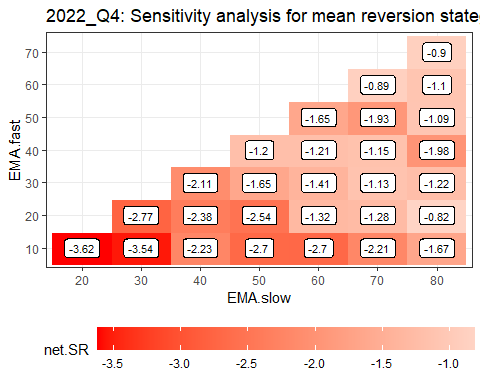 2022_Q4: Sensitivity analysis for mean reversion state
70
60
50
40
30
20
10
EMA.fast
-0.9
-0.89 -1.1
-1.65 -1.93 -1.09
-1.2 -1.21 -1.15 -1.98
-2.11 -1.65 -1.41 -1.13 -1.22
-2.77 -2.38 -2.54 -1.32 -1.28 -0.82
-3.62 -3.54 -2.23 -2.7 -2.7 -2.21 -1.67
20 30 40 50 60 70 80
EMA.slow
net.SR
-3.5 -3.0 -2.5 -2.0 -1.5 -1.0